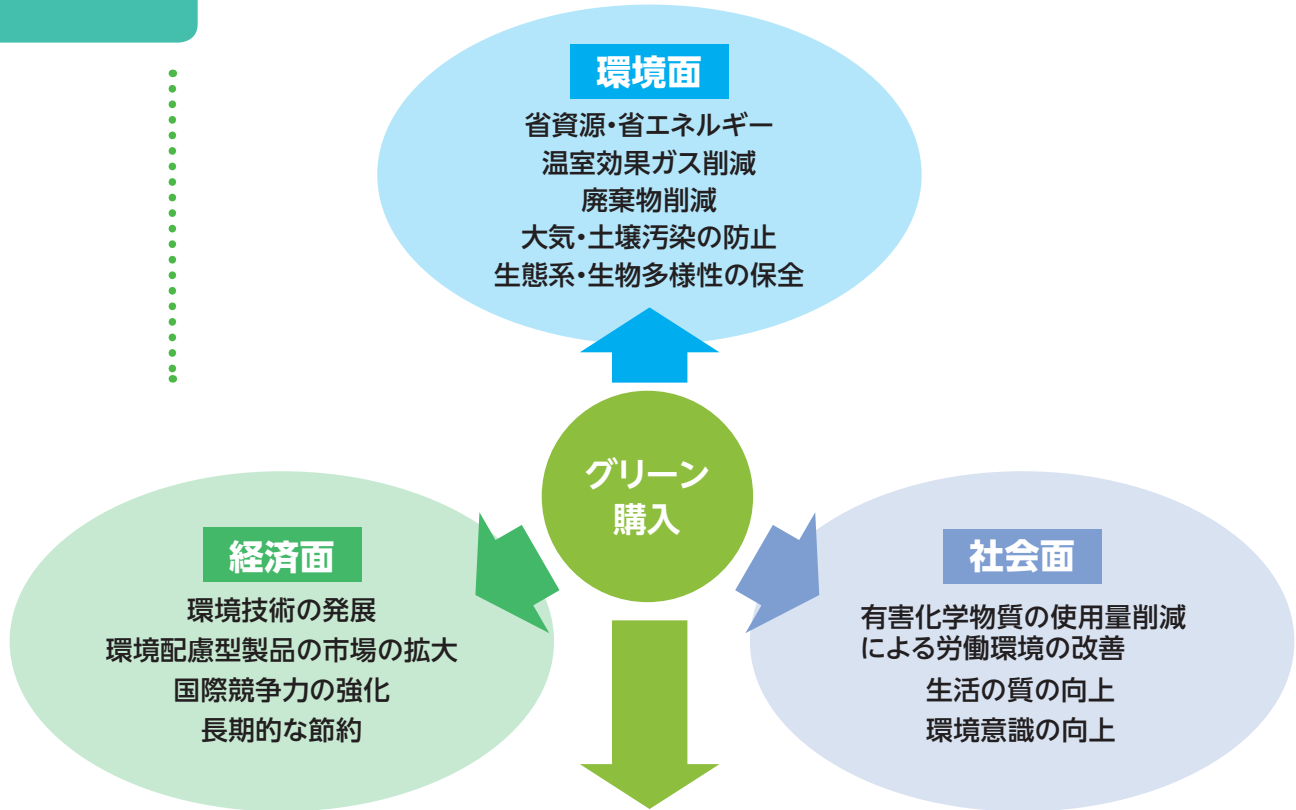 環境面
省資源・省エネルギー
温室効果ガス削減
廃棄物削減
大気・土壌汚染の防止
生態系・生物多様性の保全
グリーン
購入
経済面
環境技術の発展
環境配慮型製品の市場の拡大
国際競争力の強化
長期的な節約
社会面
有害化学物質の使用量削減
による労働環境の改善
生活の質の向上
環境意識の向上